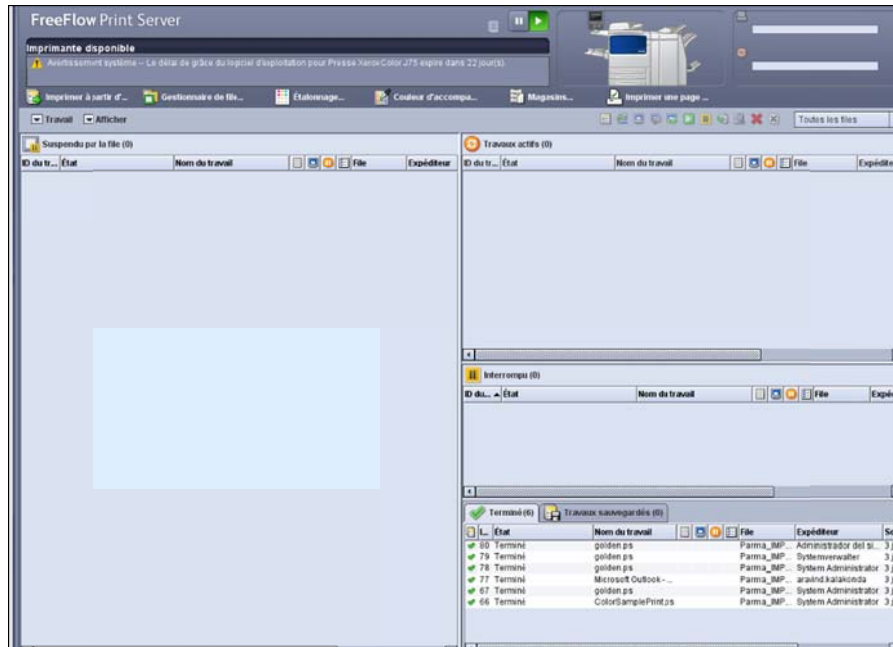 FreeFlow Print Server
Imprimante disponible
Avertissement système -- Le délai de grâce du logiciel d'exploitation pour Presse Xerox Color J75 expire dans 22 jour(s).
Imprimer à partir d'... Gestionnaire de file... Étalonnage... Couleur d'accompa... Magasins... Imprimer une page ...
Travail Afficher Toutes les files
Suspendu par la file (0)
ID du tr... État Nom du travail File Expéditeur
Travaux actifs (0)
ID du tr... État Nom du travail File Expédite
Interrompu (0)
ID du... État Nom du travail File Expé
Terminé (6) Travaux sauvegardés (0)
I... État Nom du travail File Expéditeur
80 Terminé golden.ps Parma_IMP... Administrador del si... 3
79 Terminé golden.ps Parma_IMP... Systemverwalter 3
78 Terminé golden.ps Parma_IMP... System Administrator 3
77 Terminé Microsoft Outlook - ... Parma_IMP... aravind.kalakonda 3
67 Terminé golden.ps Parma_IMP... System Administrator 3
66 Terminé ColorSamplePrint.ps Parma_IMP... System Administrator 3